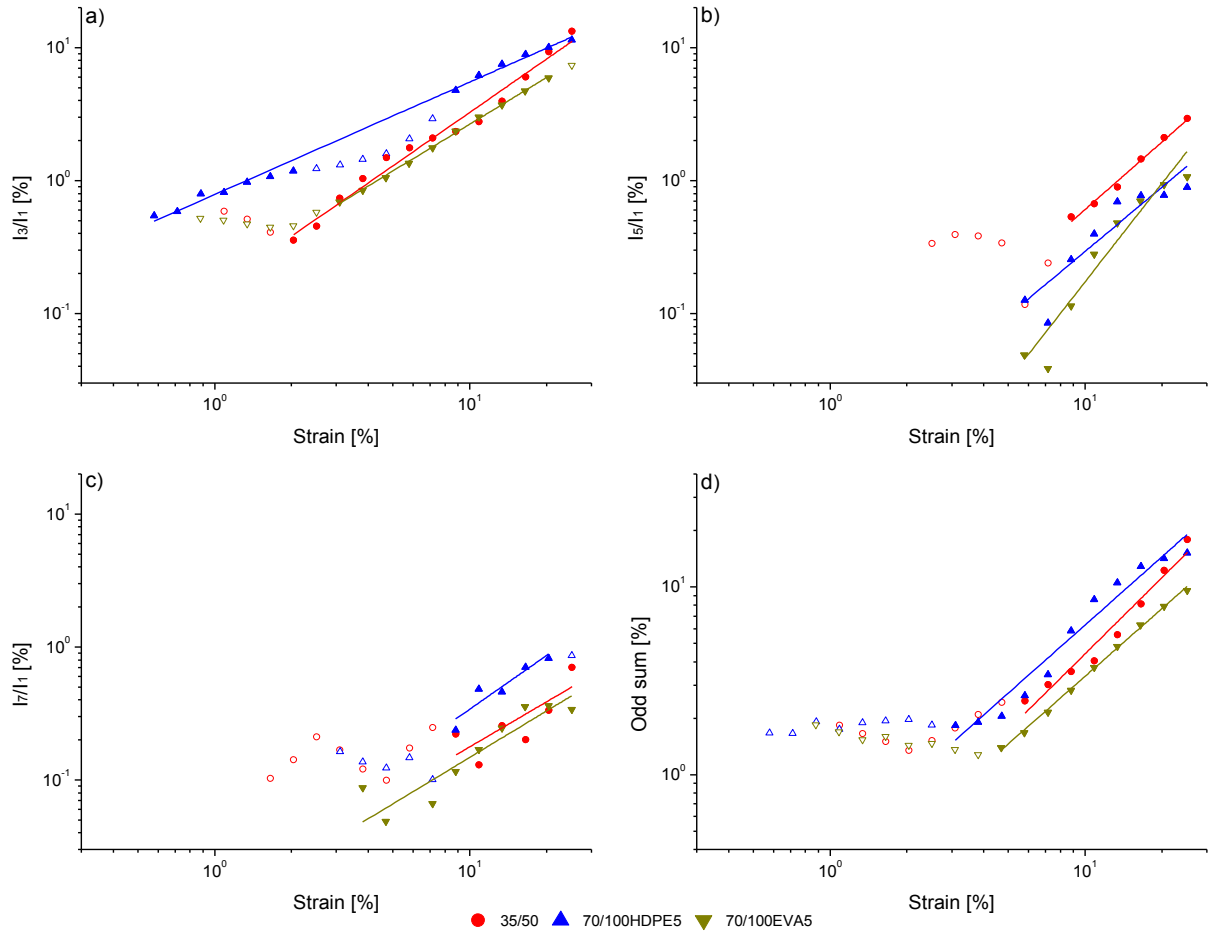 a)
10¹
10⁰
10⁻¹
I₃/I₁ [%]
10⁰
10¹
Strain [%]
b)
10¹
10⁰
10⁻¹
I₅/I₁ [%]
10⁰
10¹
Strain [%]
c)
10¹
10⁰
10⁻¹
I₇/I₁ [%]
10⁰
10¹
Strain [%]
d)
10¹
10⁰
Odd sum [%]
10⁰
10¹
Strain [%]
35/50 70/100HDPE5 70/100EVA5